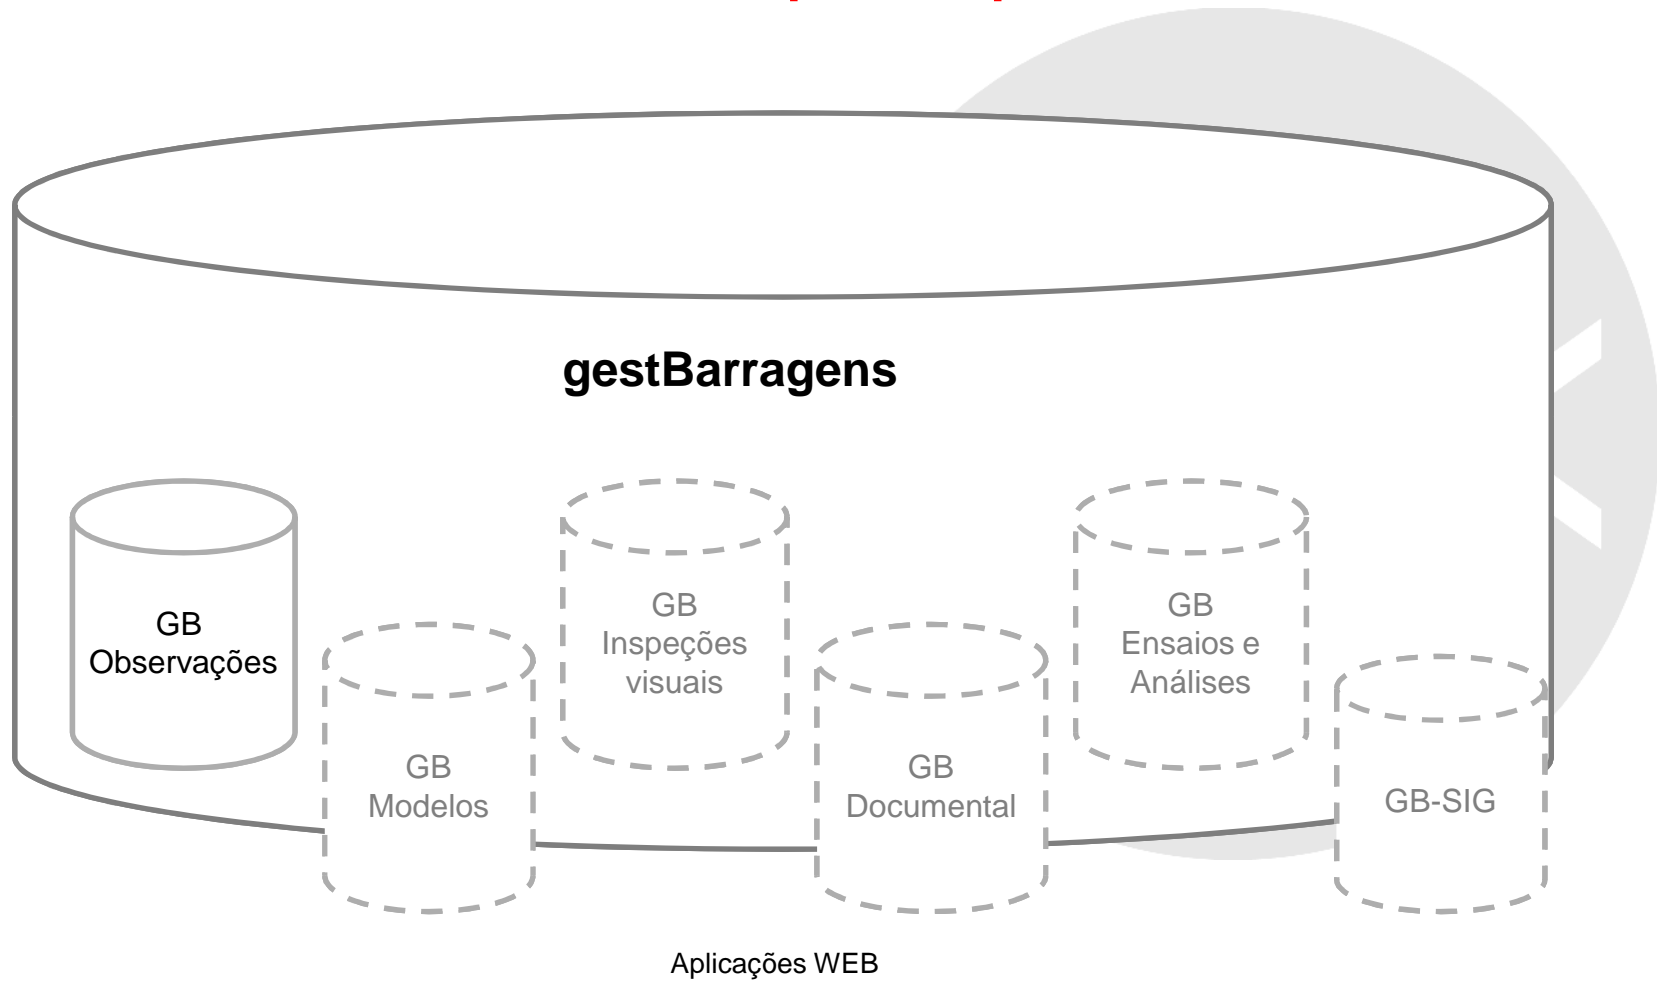 gestBarragens
GB
Observações
GB
Modelos
GB
Inspeções
visuais
GB
Documental
GB
Ensaios e
Análises
GB-SIG
Aplicações WEB